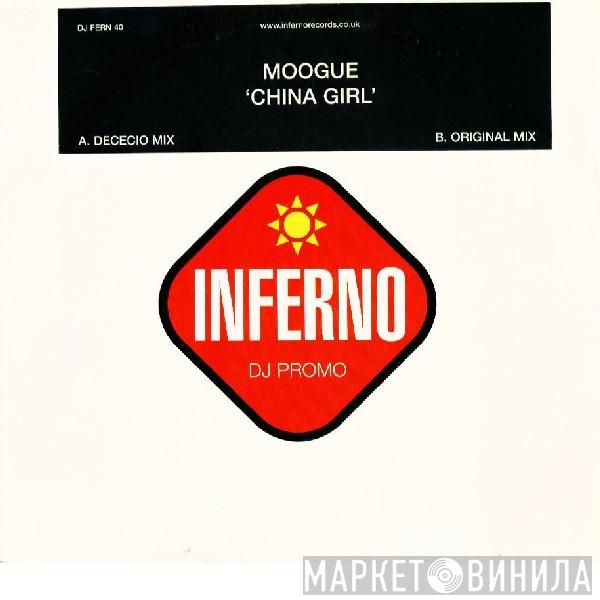 DJ FERN 40
www.infernorecords.co.uk
MOOGUE
‘CHINA GIRL’
A. DECECIO MIX
B. ORIGINAL MIX
INFERNO
DJ PROMO
МАРКЕТ ВИНИЛА